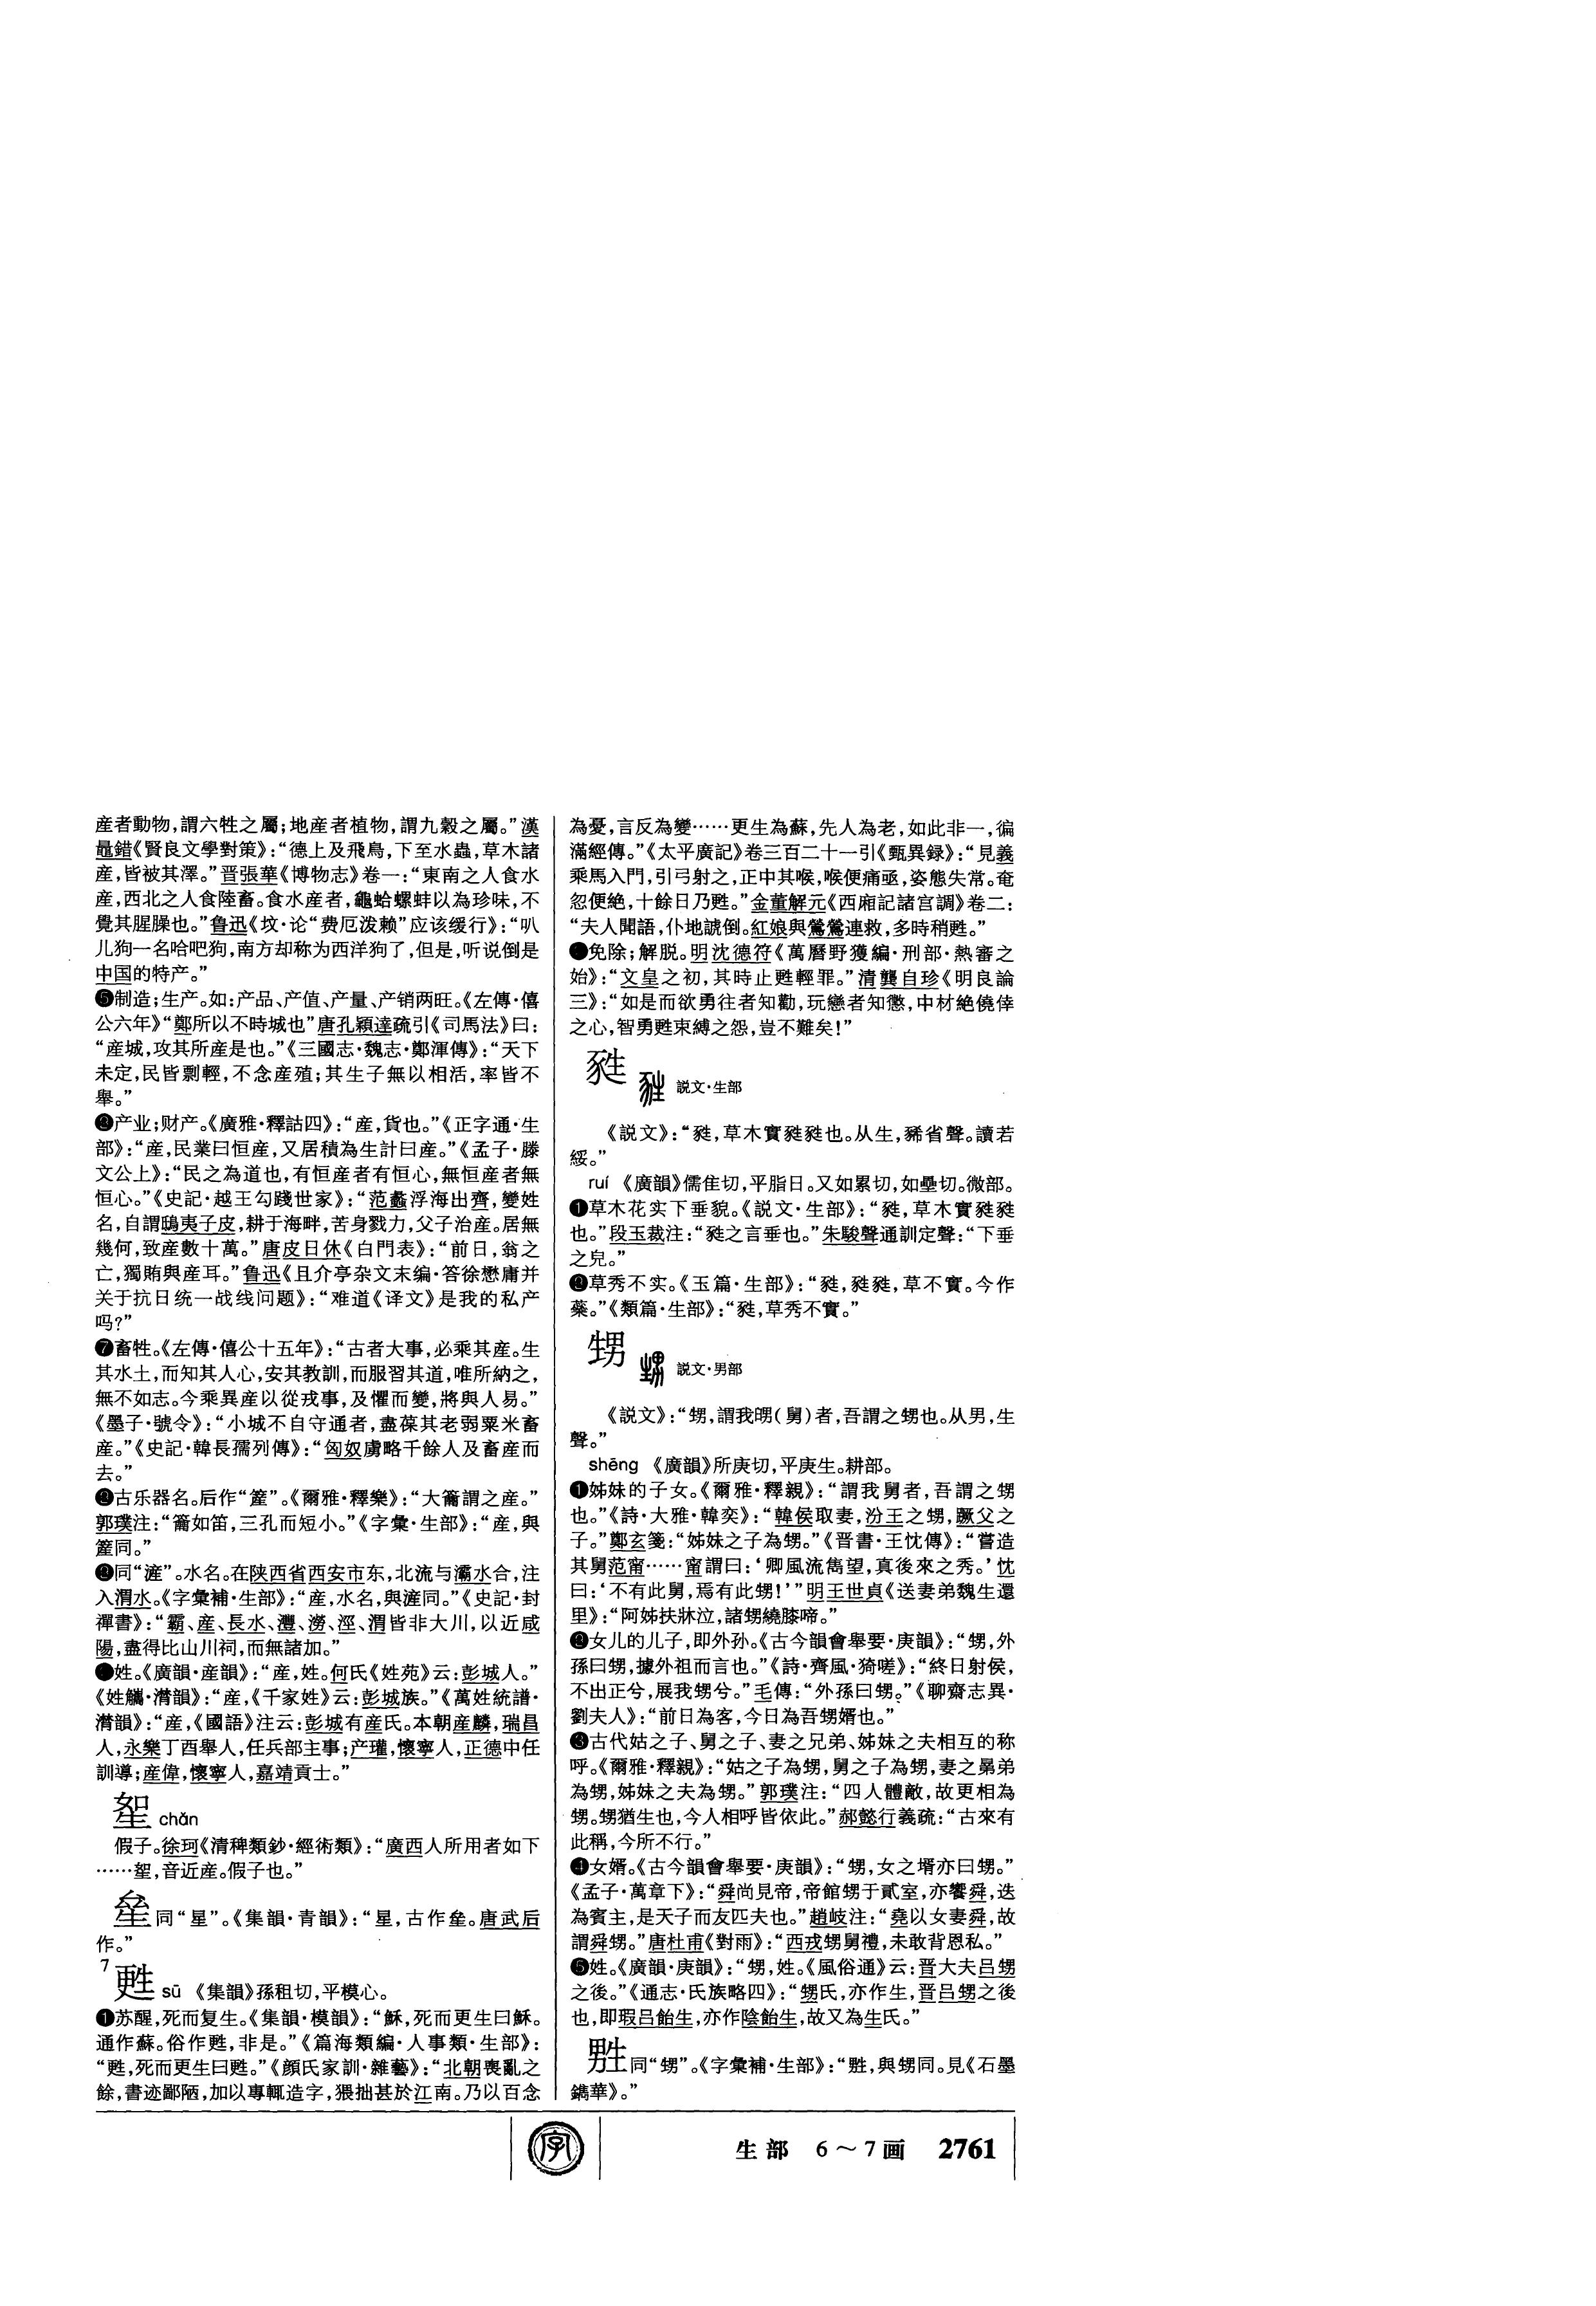 産者動物,謂六牲之屬;地産者植物,謂九穀之屬。”漢
鼂錯《賢良文學對策》:“德上及飛鳥,下至水蟲,草木諸
産,皆被其澤。”晋張華《博物志》卷一:“東南之人食水
産,西北之人食陸畜。食水産者,龜蛤螺蚌以為珍味,不
覺其腥臊也。”鲁迅《坟·论“费厄泼赖”应该缓行》:“叭
儿狗一名哈吧狗,南方却称为西洋狗了,但是,听说倒是
中国的特产。”
❺制造;生产。如:产品、产值、产量、产销两旺。《左傳·僖
公六年》“鄭所以不時城也”唐孔穎達疏引《司馬法》曰:
“産城,攻其所産是也。”《三國志·魏志·鄭渾傳》:“天下
未定,民皆剽輕,不念産殖;其生子無以相活,率皆不
舉。”
产业;财产。《廣雅·釋詁四》:“産,貨也。”《正字通·生
部》:“産,民業曰恒産,又居積為生計曰産。”《孟子·滕
文公上》:“民之為道也,有恒産者有恒心,無恒産者無
恒心。”《史記·越王勾踐世家》:“范蠡浮海出齊,變姓
名,自謂鴟夷子皮,耕于海畔,苦身戮力,父子治産。居無
幾何,致産數十萬。”唐皮日休《白門表》:“前日,翁之
亡,獨賄與産耳。”鲁迅《且介亭杂文末编·答徐懋庸并
关于抗日统一战线问题》:“难道《译文》是我的私产
吗?”
❼畜牲。《左傳·僖公十五年》:“古者大事,必乘其産。生
其水土,而知其人心,安其教訓,而服習其道,唯所納之,
無不如志。今乘異産以從戎事,及懼而變,將與人易。”
《墨子·號令》:“小城不自守通者,盡葆其老弱粟米畜
産。”《史記·韓長孺列傳》:“匈奴虜略千餘人及畜産而
去。”
古乐器名。后作“簅”。《爾雅·釋樂》:“大籥謂之産。”
郭璞注:“籥如笛,三孔而短小。”《字彙·生部》:“産,與
簅同。”
同“滻”。水名。在陕西省西安市东,北流与灞水合,注
入渭水。《字彙補·生部》:“産,水名,與滻同。”《史記·封
禪書》:“霸、産、長水、灃、澇、涇、渭皆非大川,以近咸
陽,盡得比山川祠,而無諸加。”
姓。《廣韻·産韻》:“産,姓。何氏《姓苑》云:彭城人。”
《姓觿·潸韻》:“産,《千家姓》云:彭城族。”《萬姓統譜·
潸韻》:“産,《國語》注云:彭城有産氏。本朝産麟,瑞昌
人,永樂丁酉舉人,任兵部主事;产瓘,懷寧人,正德中任
訓導;産偉,懷寧人,嘉靖貢士。”
chǎn
假子。徐珂《清稗類鈔·經術類》:“廣西人所用者如下
……,音近産。假子也。”
同“星”。《集韻·青韻》:“星,古作。唐武后
作。”
7
甦 sū 《集韻》孫租切,平模心。
❶苏醒,死而复生。《集韻·模韻》:“穌,死而更生曰穌。
通作蘇。俗作甦,非是。”《篇海類編·人事類·生部》:
“甦,死而更生曰甦。”《顔氏家訓·雜藝》:“北朝喪亂之
餘,書迹鄙陋,加以專輒造字,猥拙甚於江南。乃以百念
為憂,言反為變……更生為蘇,先人為老,如此非一,徧
滿經傳。”《太平廣記》卷三百二十一引《甄異録》:“見義
乘馬入門,引弓射之,正中其喉,喉便痛亟,姿態失常。奄
忽便絶,十餘日乃甦。”金董解元《西廂記諸宫調》卷二:
“夫人聞語,仆地諕倒。紅娘與鶯鶯連救,多時稍甦。”
免除;解脱。明沈德符《萬曆野獲編·刑部·熱審之
始》:“文皇之初,其時止甦輕罪。”清龔自珍《明良論
三》:“如是而欲勇往者知勸,玩戀者知懲,中材絶僥倖
之心,智勇甦束縛之怨,豈不難矣!”
甤 説文·生部
《説文》:“甤,草木實甤甤也。从生,豨省聲。讀若
綏。”
ruí 《廣韻》儒隹切,平脂日。又如累切,如壘切。微部。
❶草木花实下垂貌。《説文·生部》:“甤,草木實甤甤
也。”段玉裁注:“甤之言垂也。”朱駿聲通訓定聲:“下垂
之皃。”
❷草秀不实。《玉篇·生部》:“甤,甤甤,草不實。今作
蕤。”《類篇·生部》:“甤,草秀不實。”
甥 説文·男部
《説文》:“甥,謂我(舅)者,吾謂之甥也。从男,生
聲。”
shēng 《廣韻》所庚切,平庚生。耕部。
❶姊妹的子女。《爾雅·釋親》:“謂我舅者,吾謂之甥
也。”《詩·大雅·韓奕》:“韓侯取妻,汾王之甥,蹶父之
子。”鄭玄箋:“姊妹之子為甥。”《晋書·王忱傳》:“嘗造
其舅范甯……甯謂曰:‘卿風流雋望,真後來之秀。’忱
曰:‘不有此舅,焉有此甥!’”明王世貞《送妻弟魏生還
里》:“阿姊扶牀泣,諸甥繞膝啼。”
❷女儿的儿子,即外孙。《古今韻會舉要·庚韻》:“甥,外
孫曰甥,據外祖而言也。”《詩·齊風·猗嗟》:“終日射侯,
不出正兮,展我甥兮。”毛傳:“外孫曰甥。”《聊齋志異·
劉夫人》:“前日為客,今日為吾甥婿也。”
❸古代姑之子、舅之子、妻之兄弟、姊妹之夫相互的称
呼。《爾雅·釋親》:“姑之子為甥,舅之子為甥,妻之晜弟
為甥,姊妹之夫為甥。”郭璞注:“四人體敵,故更相為
甥。甥猶生也,今人相呼皆依此。”郝懿行義疏:“古來有
此稱,今所不行。”
❹女婿。《古今韻會舉要·庚韻》:“甥,女之壻亦曰甥。”
《孟子·萬章下》:“舜尚見帝,帝館甥于貳室,亦饗舜,迭
為賓主,是天子而友匹夫也。”趙岐注:“堯以女妻舜,故
謂舜甥。”唐杜甫《對雨》:“西戎甥舅禮,未敢背恩私。”
❺姓。《廣韻·庚韻》:“甥,姓。《風俗通》云:晋大夫吕甥
之後。”《通志·氏族略四》:“甥氏,亦作生,晋吕甥之後
也,即瑕吕飴生,亦作陰飴生,故又為生氏。”
同“甥”。《字彙補·生部》:“,與甥同。見《石墨
鐫華》。”
字
生部 6～7画 2761